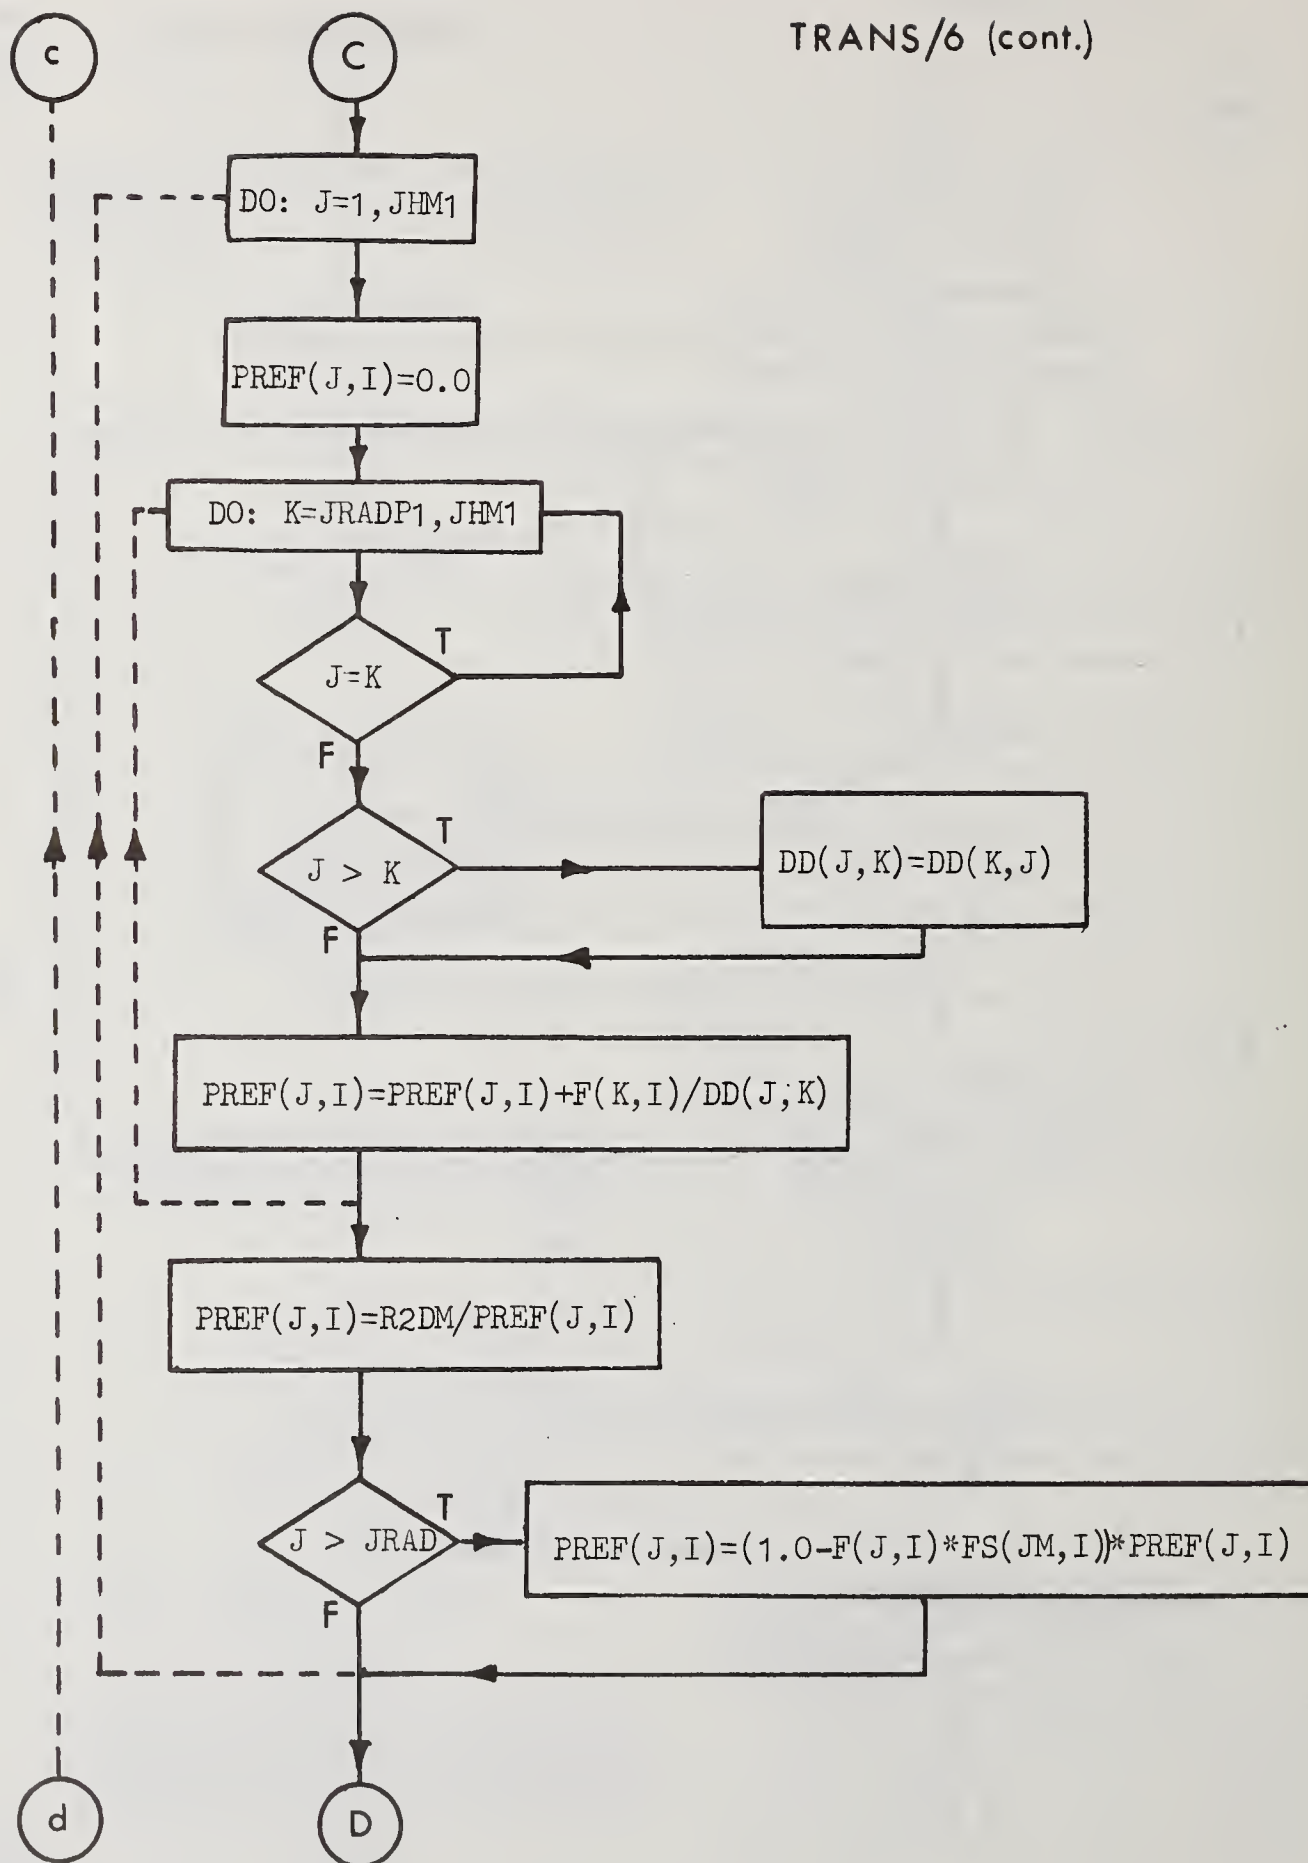 TRANS/6 (cont.)
c
C
DO: J=1,JHM1
PREF(J,I)=0.0
DO: K=JRADP1,JHM1
T
J=K
F
T
J > K
DD(J,K)=DD(K,J)
F
PREF(J,I)=PREF(J,I)+F(K,I)/DD(J,K)
PREF(J,I)=R2DM/PREF(J,I)
T
J > JRAD
PREF(J,I)=(1.0-F(J,I)*FS(JM,I))*PREF(J,I)
F
d
D